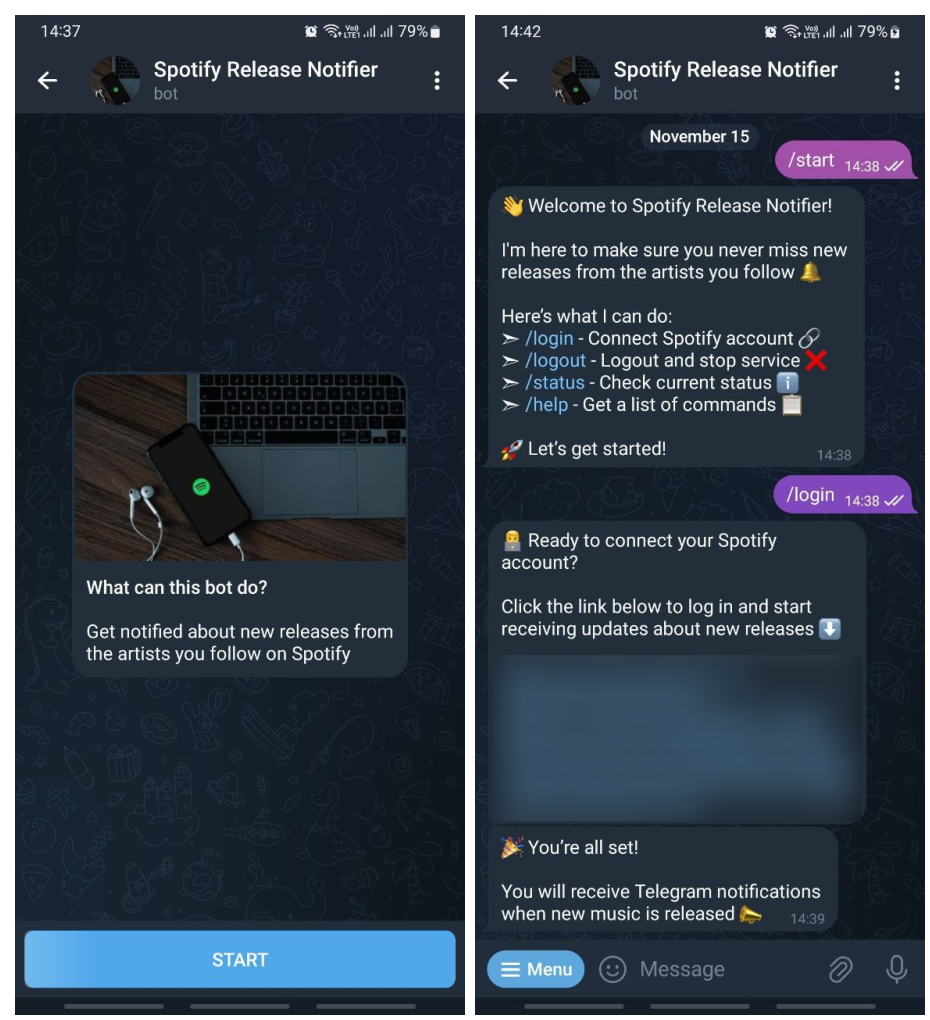 14:37
Vo)) LTE1 79%
Spotify Release Notifier
bot
What can this bot do?
Get notified about new releases from
the artists you follow on Spotify
START
14:42
Vo)) LTE1 79%
Spotify Release Notifier
bot
November 15
/start 14:38
👋 Welcome to Spotify Release Notifier!
I'm here to make sure you never miss new
releases from the artists you follow 🔔
Here's what I can do:
➣ /login - Connect Spotify account 🔗
➣ /logout - Logout and stop service ❌
➣ /status - Check current status ℹ️
➣ /help - Get a list of commands 📋
🚀 Let's get started!
14:38
/login 14:38
👨‍💻 Ready to connect your Spotify
account?
Click the link below to log in and start
receiving updates about new releases ⬇️
🎉 You're all set!
You will receive Telegram notifications
when new music is released 📣
14:39
Menu
Message